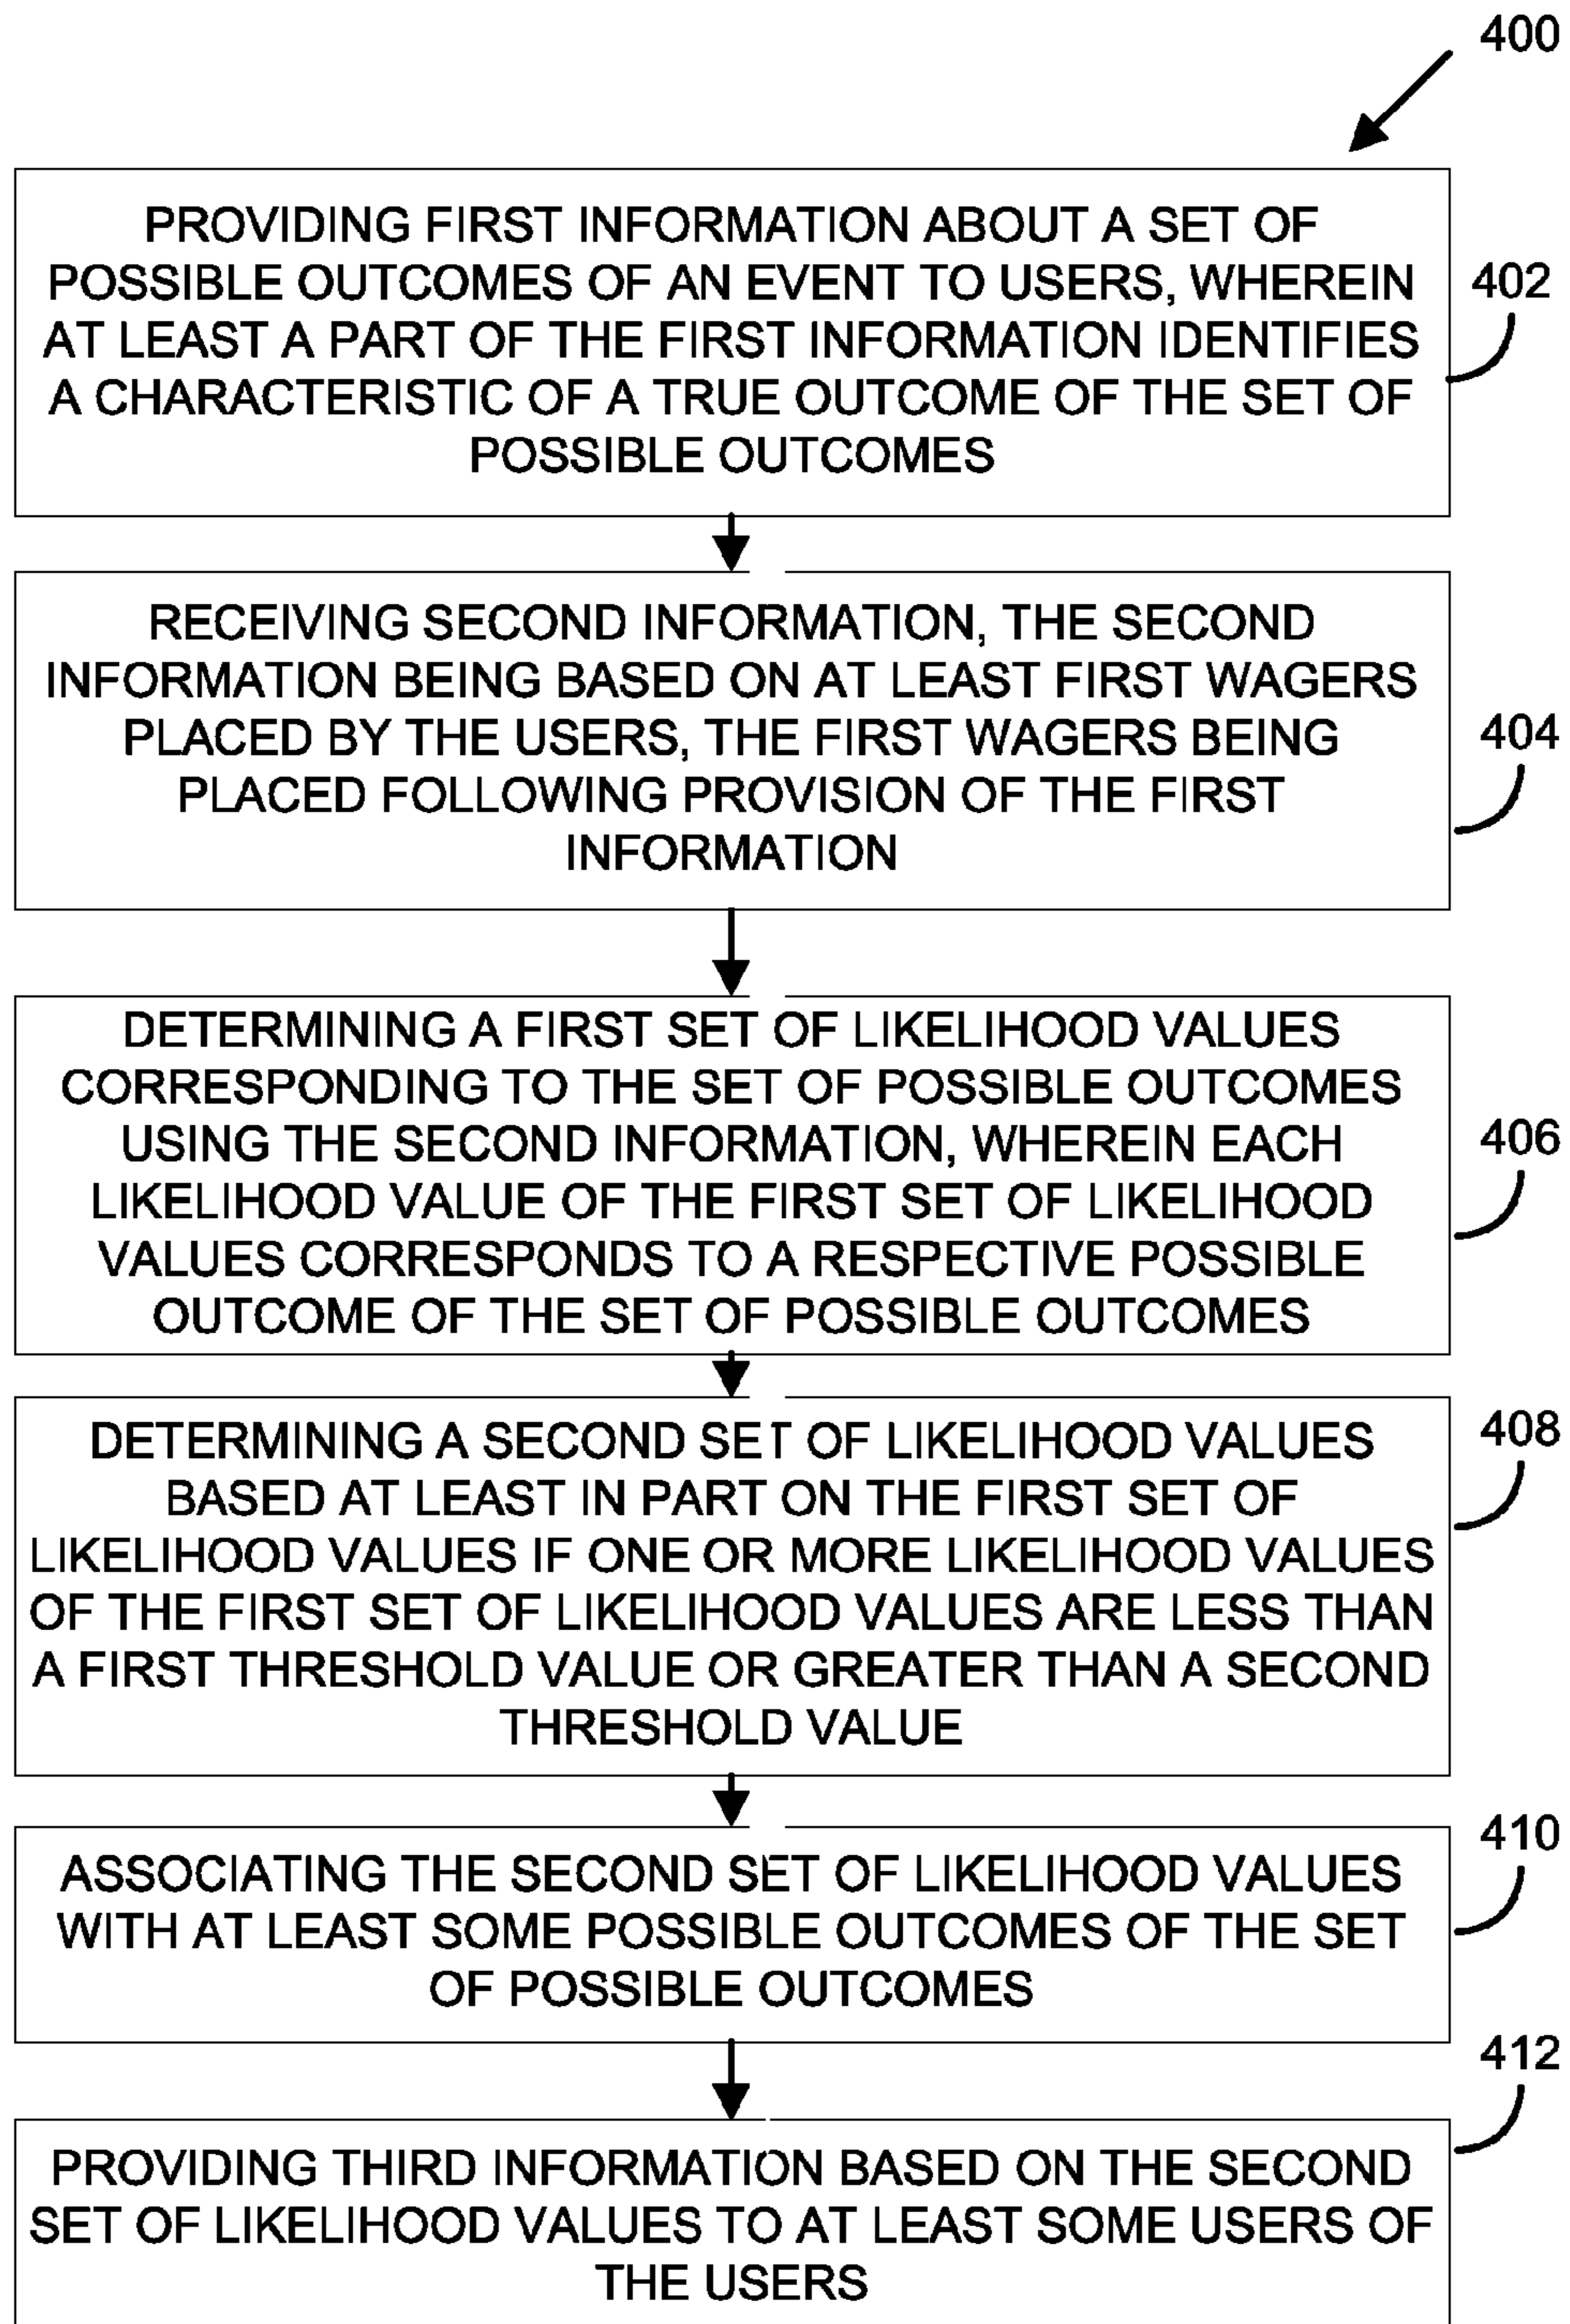 400
PROVIDING FIRST INFORMATION ABOUT A SET OF
POSSIBLE OUTCOMES OF AN EVENT TO USERS, WHEREIN
AT LEAST A PART OF THE FIRST INFORMATION IDENTIFIES
A CHARACTERISTIC OF A TRUE OUTCOME OF THE SET OF
POSSIBLE OUTCOMES
402
RECEIVING SECOND INFORMATION, THE SECOND
INFORMATION BEING BASED ON AT LEAST FIRST WAGERS
PLACED BY THE USERS, THE FIRST WAGERS BEING
PLACED FOLLOWING PROVISION OF THE FIRST
INFORMATION
404
DETERMINING A FIRST SET OF LIKELIHOOD VALUES
CORRESPONDING TO THE SET OF POSSIBLE OUTCOMES
USING THE SECOND INFORMATION, WHEREIN EACH
LIKELIHOOD VALUE OF THE FIRST SET OF LIKELIHOOD
VALUES CORRESPONDS TO A RESPECTIVE POSSIBLE
OUTCOME OF THE SET OF POSSIBLE OUTCOMES
406
DETERMINING A SECOND SET OF LIKELIHOOD VALUES
BASED AT LEAST IN PART ON THE FIRST SET OF
LIKELIHOOD VALUES IF ONE OR MORE LIKELIHOOD VALUES
OF THE FIRST SET OF LIKELIHOOD VALUES ARE LESS THAN
A FIRST THRESHOLD VALUE OR GREATER THAN A SECOND
THRESHOLD VALUE
408
ASSOCIATING THE SECOND SET OF LIKELIHOOD VALUES
WITH AT LEAST SOME POSSIBLE OUTCOMES OF THE SET
OF POSSIBLE OUTCOMES
410
PROVIDING THIRD INFORMATION BASED ON THE SECOND
SET OF LIKELIHOOD VALUES TO AT LEAST SOME USERS OF
THE USERS
412